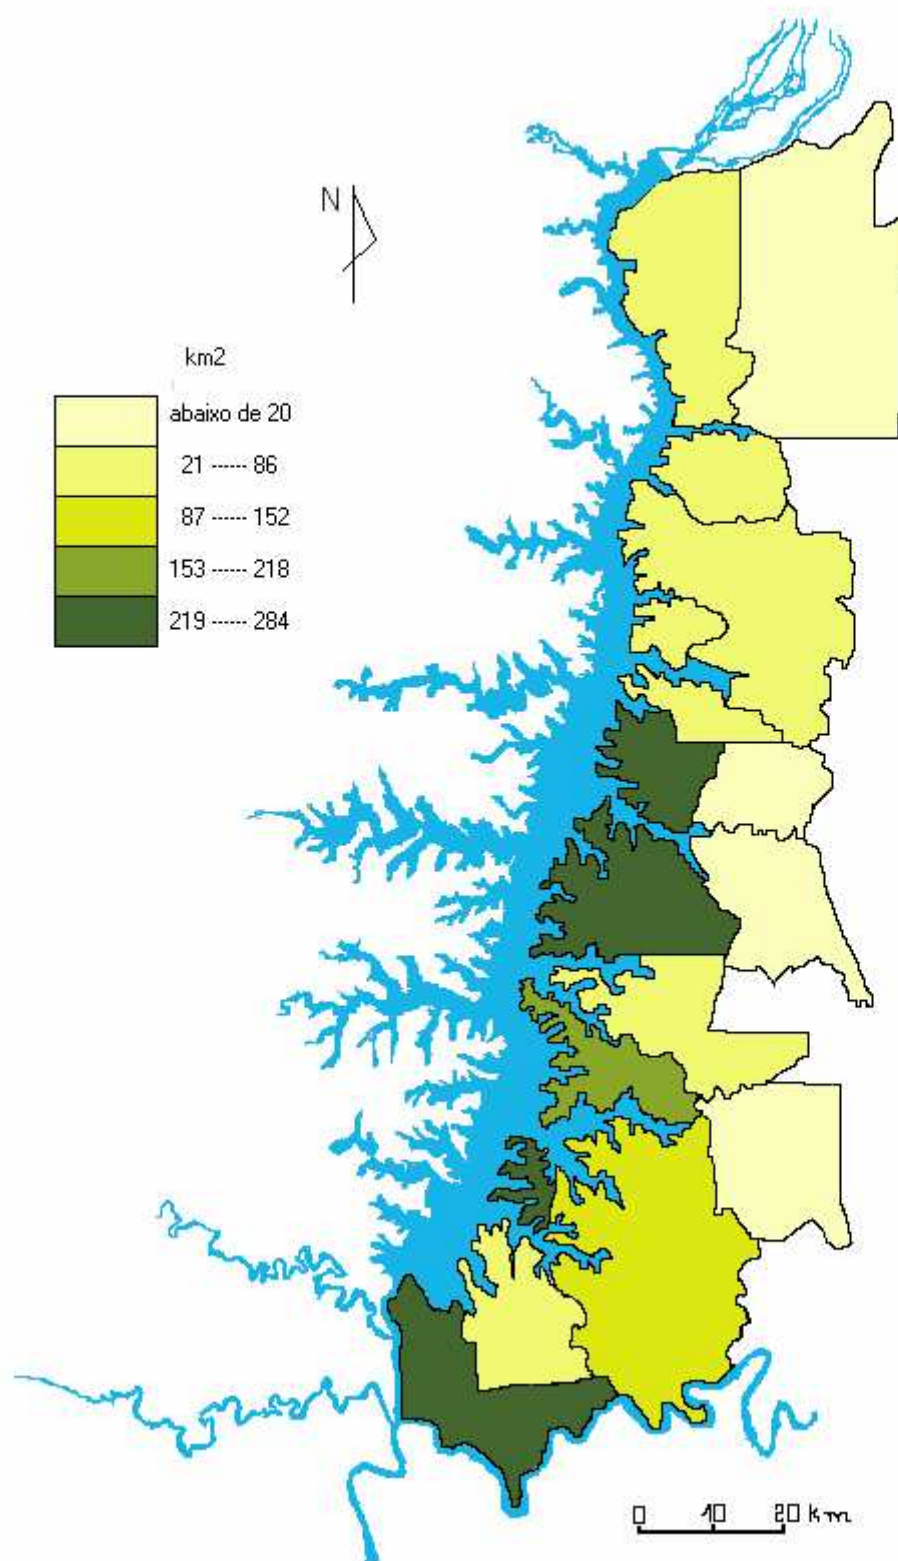 N
km2
abaixo de 20
21 ------ 86
87 ------ 152
153 ------ 218
219 ------ 284
0 10 20 km